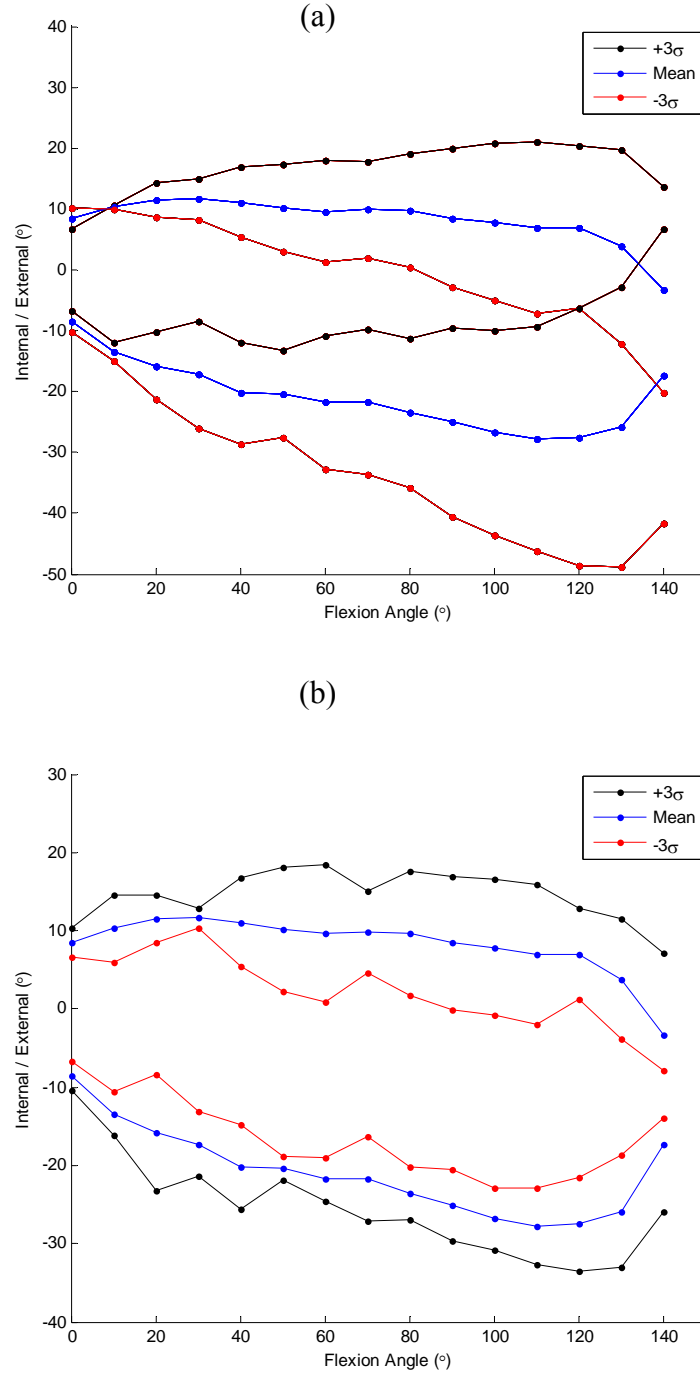 (a)
40
30
20
10
0
-10
-20
-30
-40
-50
Internal / External (°)
0 20 40 60 80 100 120 140
Flexion Angle (°)
+3σ
Mean
-3σ
(b)
30
20
10
0
-10
-20
-30
-40
Internal / External (°)
0 20 40 60 80 100 120 140
Flexion Angle (°)
+3σ
Mean
-3σ